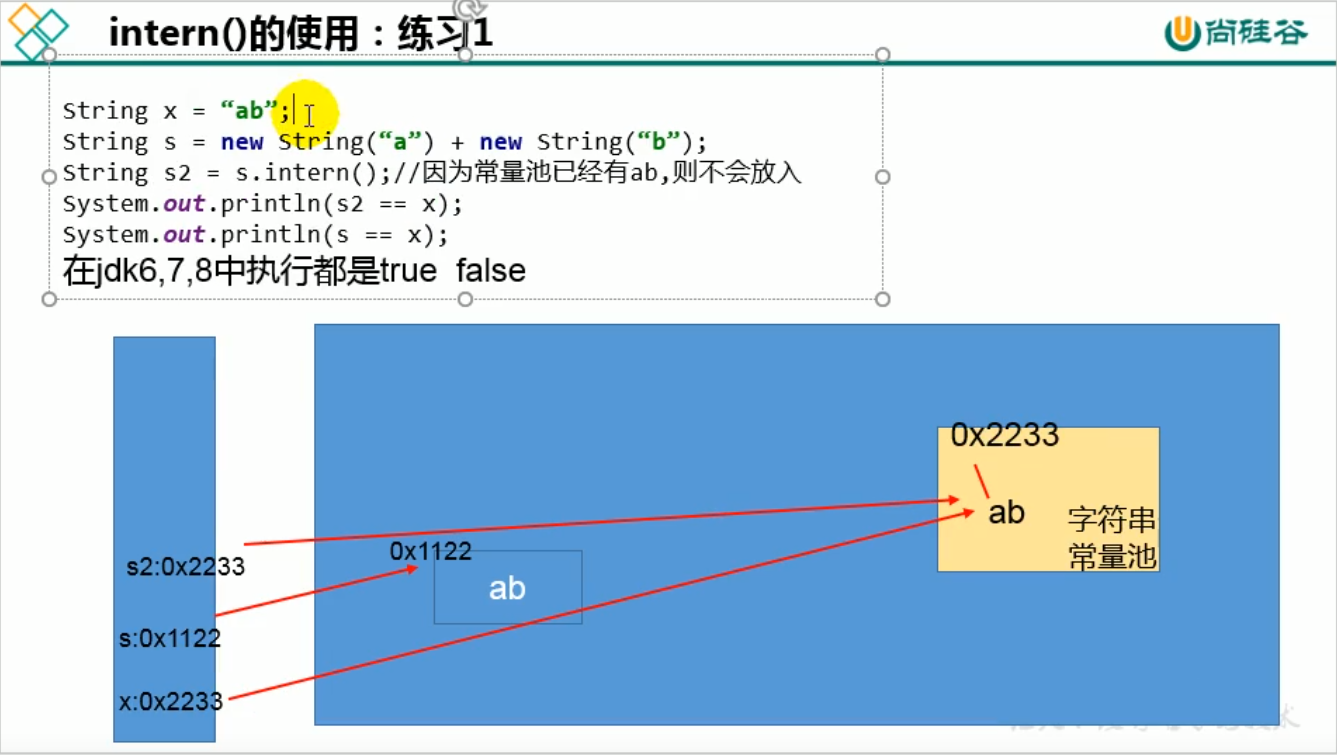 intern()的使用：练习1
尚硅谷
String x = “ab”;
String s = new String(“a”) + new String(“b”);
String s2 = s.intern();//因为常量池已经有ab,则不会放入
System.out.println(s2 == x);
System.out.println(s == x);
在jdk6,7,8中执行都是true false
0x2233
ab
字符串
常量池
0x1122
ab
s2:0x2233
s:0x1122
x:0x2233